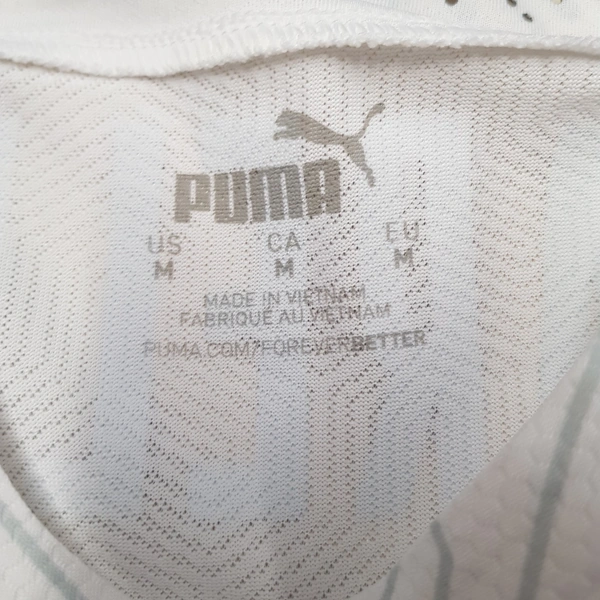 PUMA
US CA EU
M M M
MADE IN VIETNAM
FABRIQUÉ AU VIETNAM
PUMA.COM/FOREVERBETTER